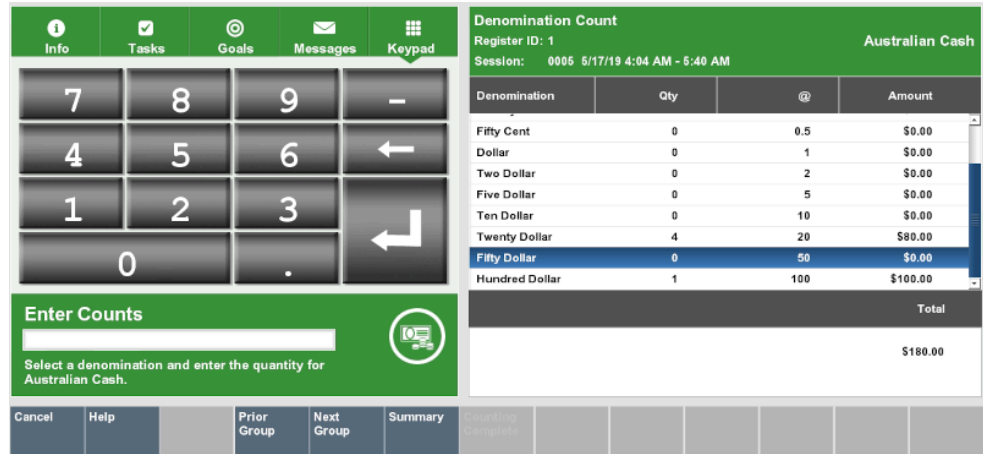 Info Tasks Goals Messages Keypad
7 8 9 -
4 5 6
1 2 3
0 .
Enter Counts
Select a denomination and enter the quantity for
Australian Cash.
Denomination Count
Register ID: 1 Australian Cash
Session: 0005 5/17/19 4:04 AM - 5:40 AM
Denomination Qty @ Amount
Fifty Cent 0 0.5 $0.00
Dollar 0 1 $0.00
Two Dollar 0 2 $0.00
Five Dollar 0 5 $0.00
Ten Dollar 0 10 $0.00
Twenty Dollar 4 20 $80.00
Fifty Dollar 0 50 $0.00
Hundred Dollar 1 100 $100.00
Total
$180.00
Cancel Help Prior Next Summary Counting
Group Group Complete